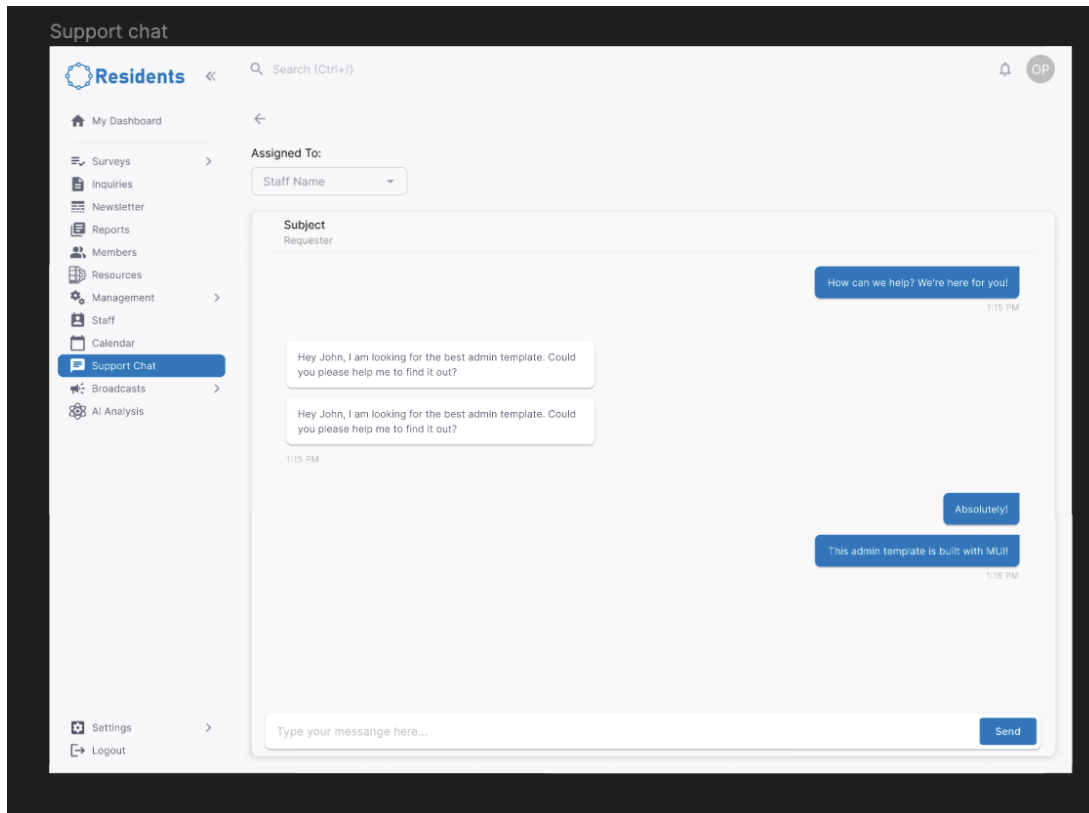 Support chat
Residents
Search (Ctrl+/)
OP
My Dashboard
Assigned To:
Surveys
Staff Name
Inquiries
Newsletter
Reports
Subject
Requester
Members
Resources
How can we help? We're here for you!
Management
1:15 PM
Staff
Calendar
Hey John, I am looking for the best admin template. Could
you please help me to find it out?
Support Chat
Broadcasts
AI Analysis
Hey John, I am looking for the best admin template. Could
you please help me to find it out?
1:15 PM
Absolutely!
This admin template is built with MUI!
1:16 PM
Settings
Type your messange here...
Send
Logout